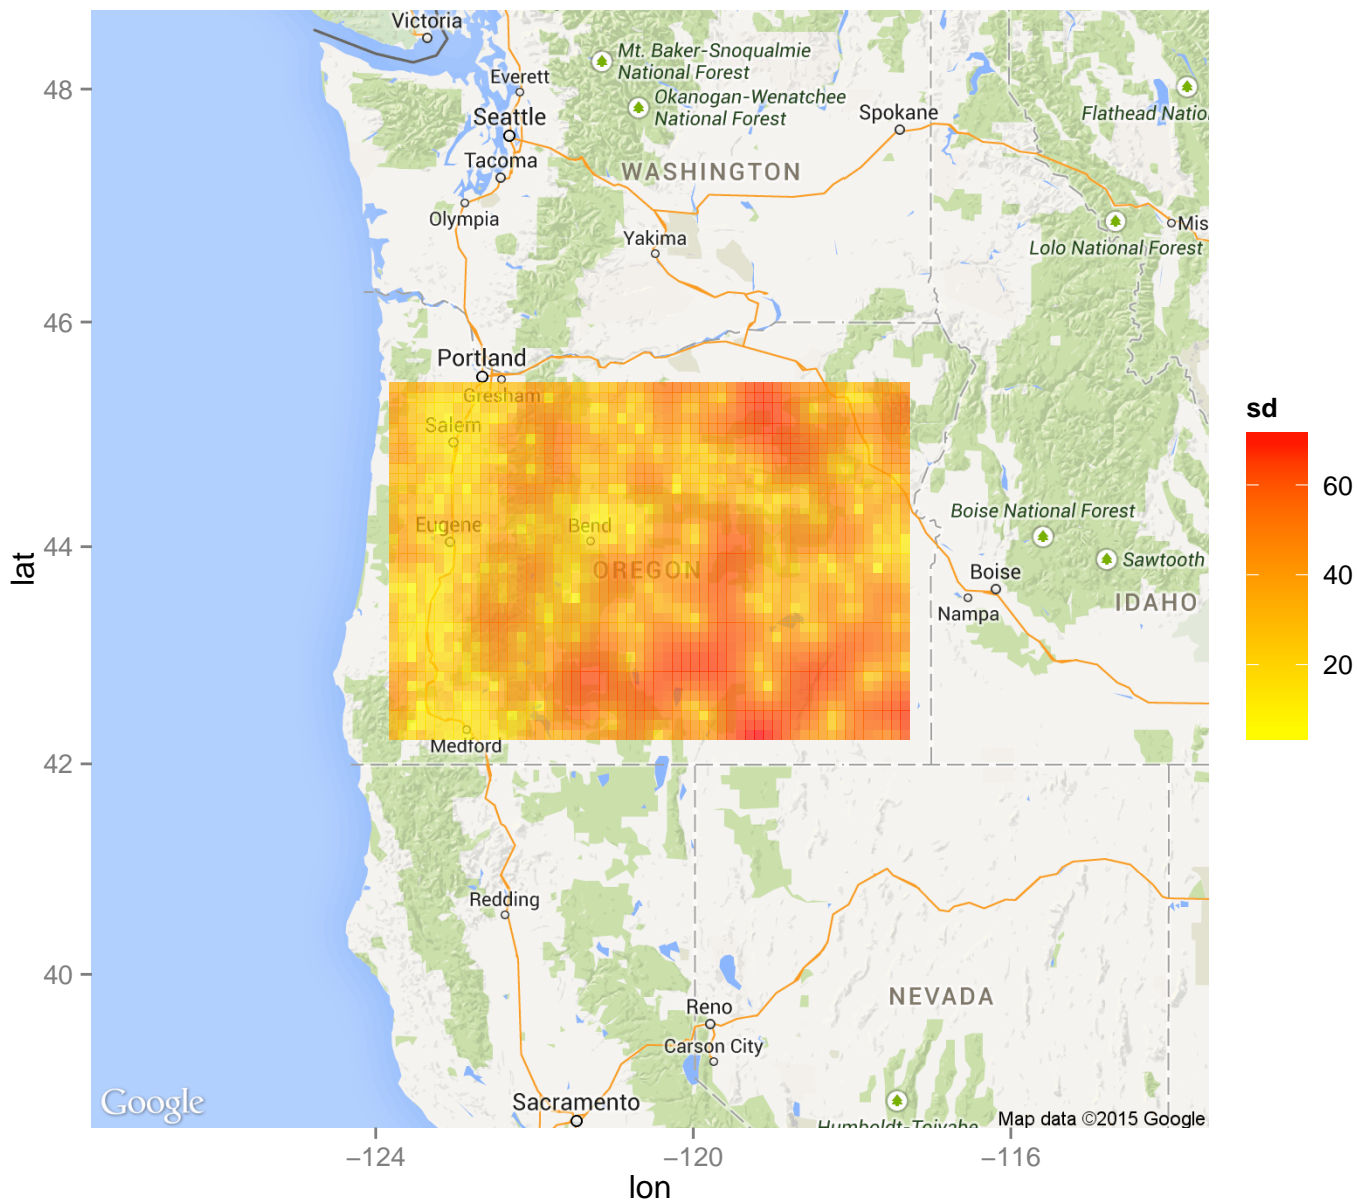 Victoria
Mt. Baker-Snoqualmie
National Forest
Everett
Okanogan-Wenatchee
National Forest
Seattle
Spokane
Flathead Natio
48
Tacoma
WASHINGTON
Olympia
Yakima
Mis
Lolo National Forest
46
Portland
Gresham
Salem
sd
60
40
20
Eugene
Bend
Boise National Forest
44
lat
OREGON
Sawtooth
Boise
Nampa
IDAHO
Medford
42
Redding
40
NEVADA
Reno
Carson City
Google
Sacramento
Map data ©2015 Google
Humboldt-Toiyabe
−124
−120
−116
lon